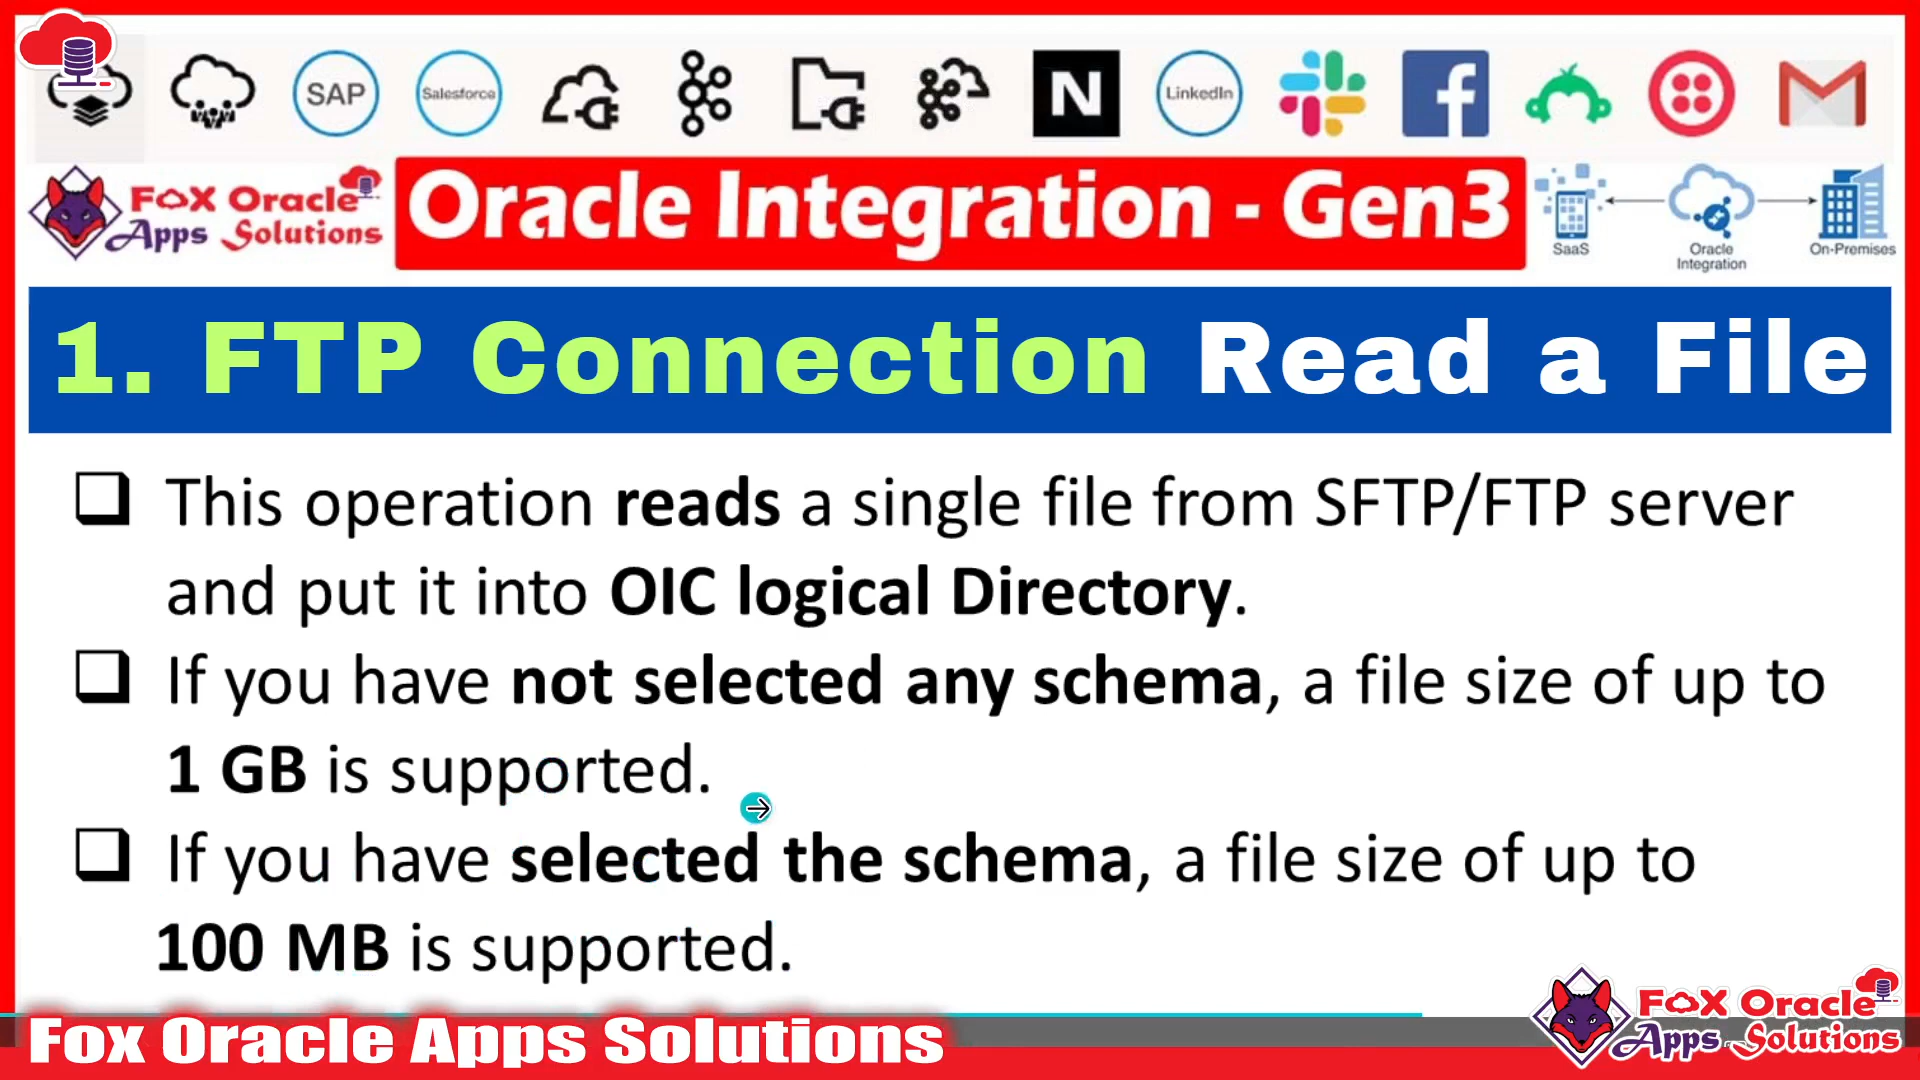 SAP
Salesforce
N
LinkedIn
f
FOX Oracle
Apps Solutions
Oracle Integration - Gen3
SaaS
Oracle
Integration
On-Premises
1. FTP Connection Read a File
This operation reads a single file from SFTP/FTP server
and put it into OIC logical Directory.
If you have not selected any schema, a file size of up to
1 GB is supported.
If you have selected the schema, a file size of up to
100 MB is supported.
Fox Oracle Apps Solutions
FOX Oracle
Apps Solutions